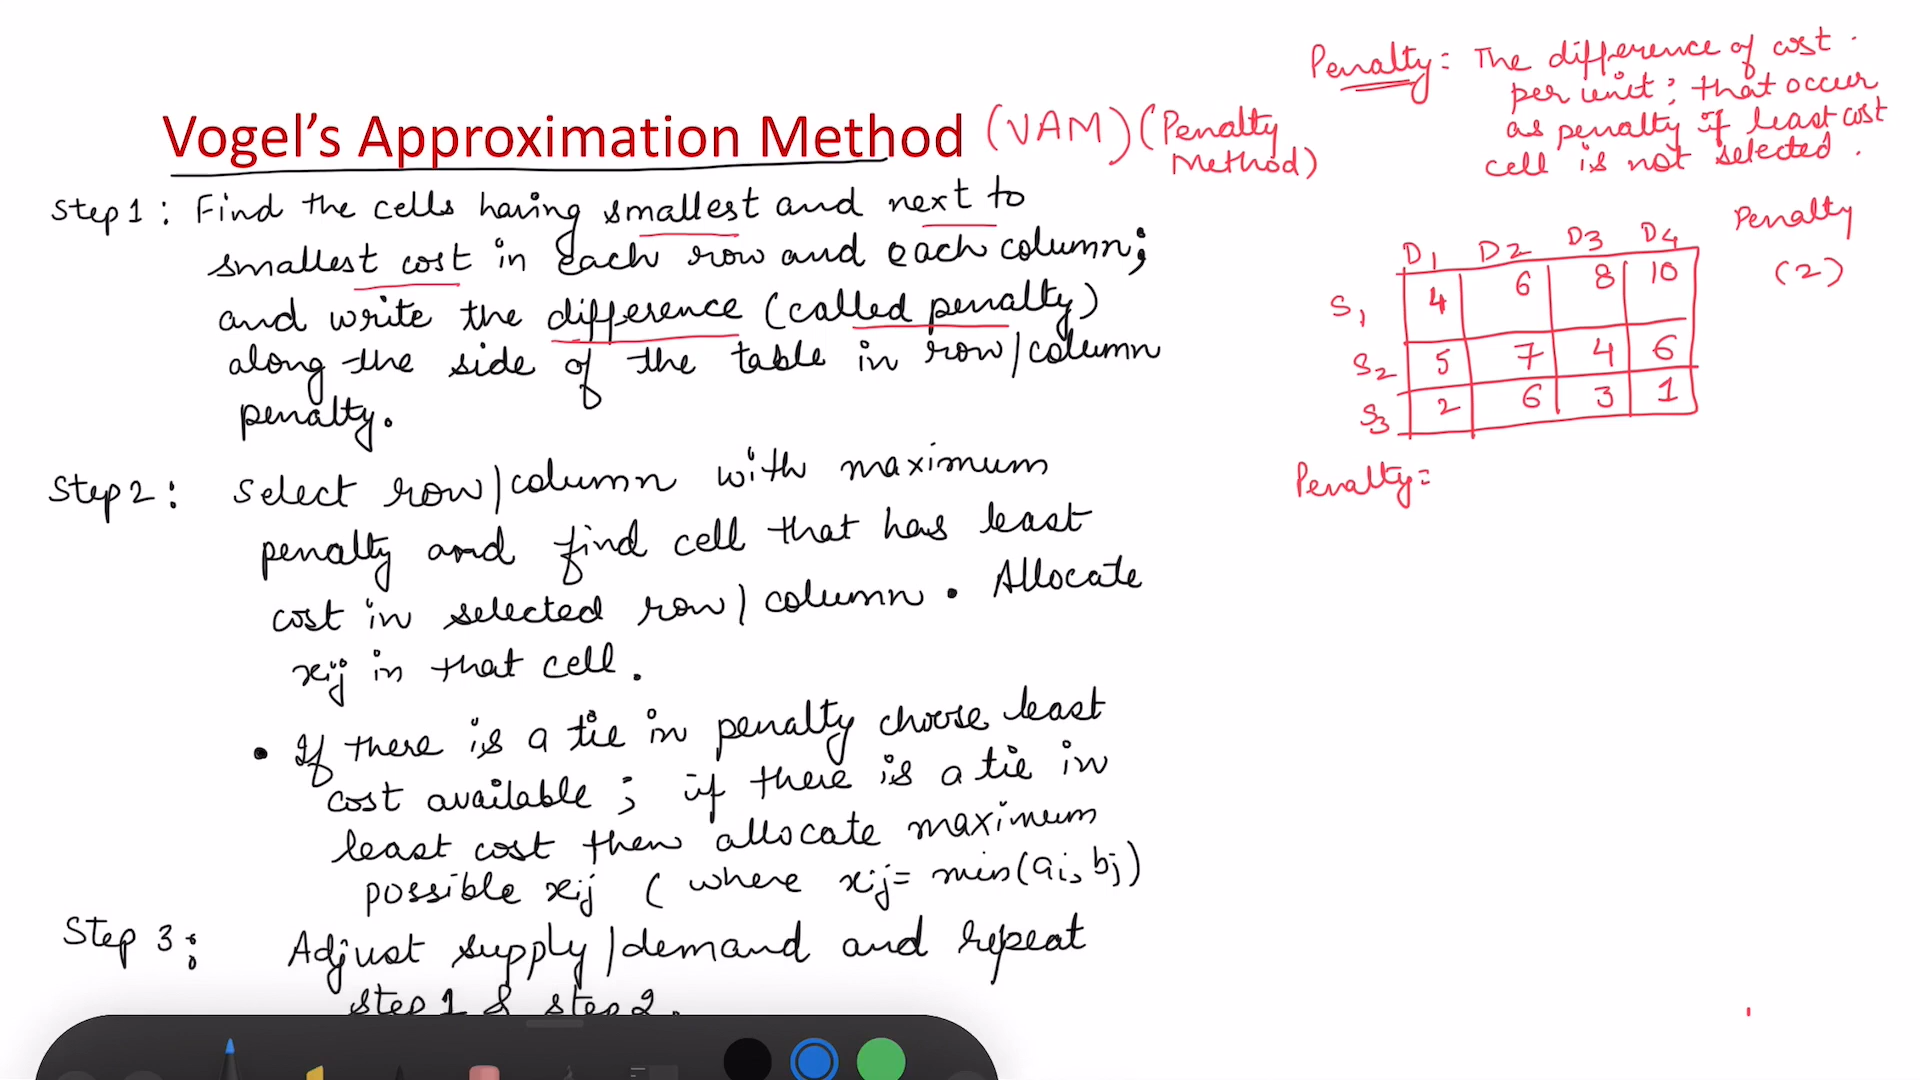 Vogel's Approximation Method (VAM) (Penalty
Method)
Step 1 : Find the cells having smallest and next to
smallest cost in each row and each column;
and write the difference (called penalty)
along the side of the table in row/column
penalty.
Step 2 : Select row/column with maximum
penalty and find cell that has least
cost in selected row/column. Allocate
xij in that cell.
• If there is a tie in penalty choose least
cost available ; if there is a tie in
least cost then allocate maximum
possible xij ( where xij = min(ai, bj)
Step 3 : Adjust supply/demand and repeat
step 1 & step 2.
Penalty = The difference of cost
per unit ; that occur
as penalty if least cost
cell is not selected.
D1 D2 D3 D4 Penalty
S1 4 6 8 10 (2)
S2 5 7 4 6
S3 2 6 3 1
Penalty =